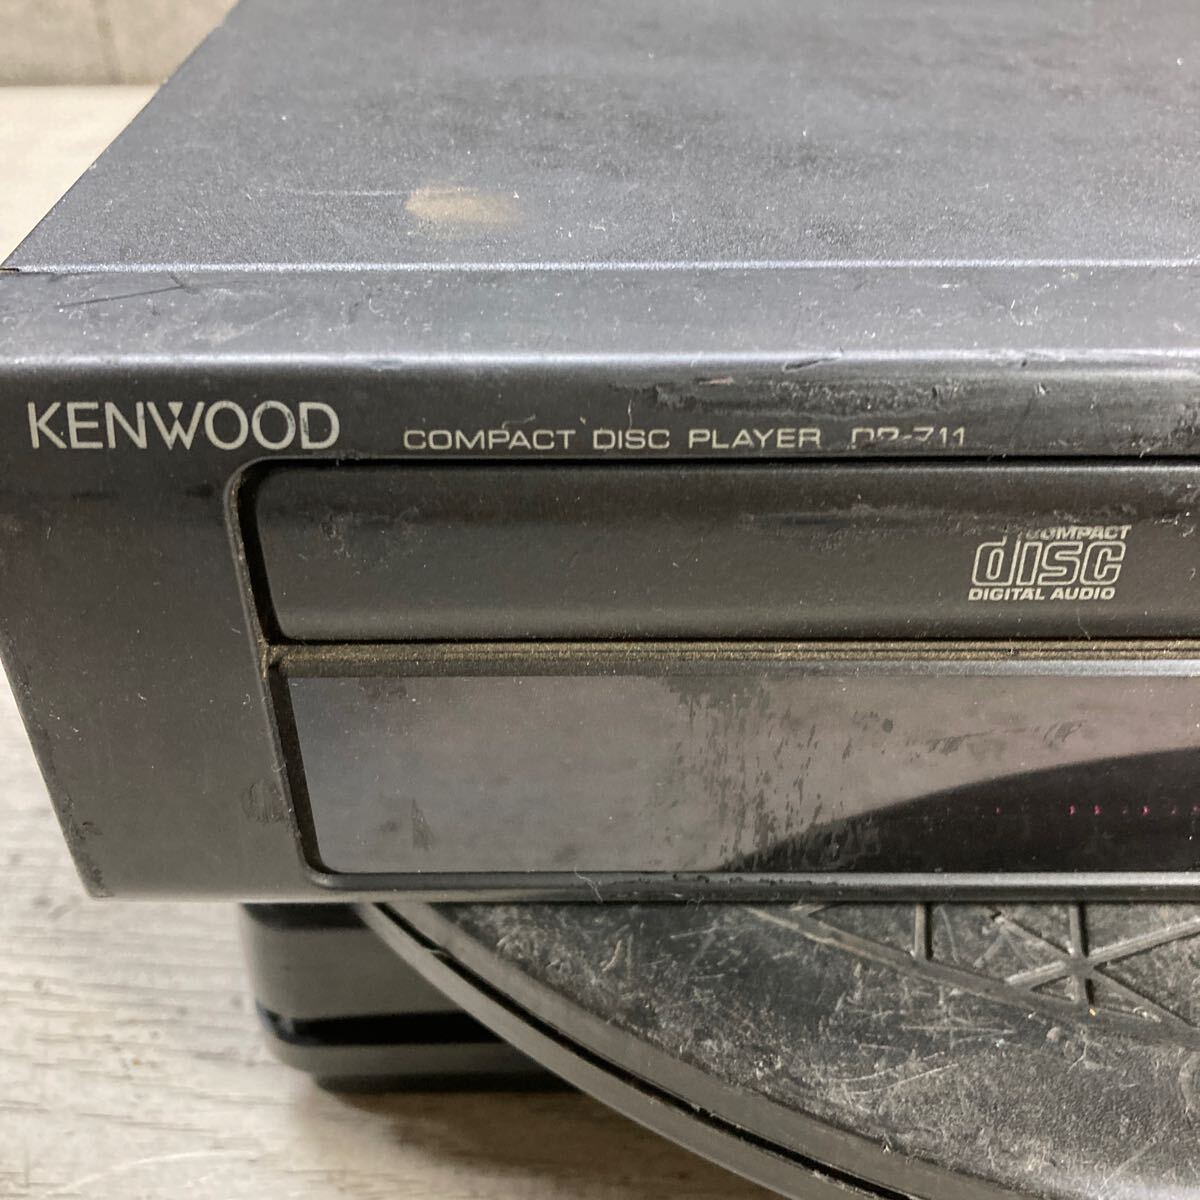 KENWOOD
COMPACT DISC PLAYER DP-711
COMPACT
disc
DIGITAL AUDIO